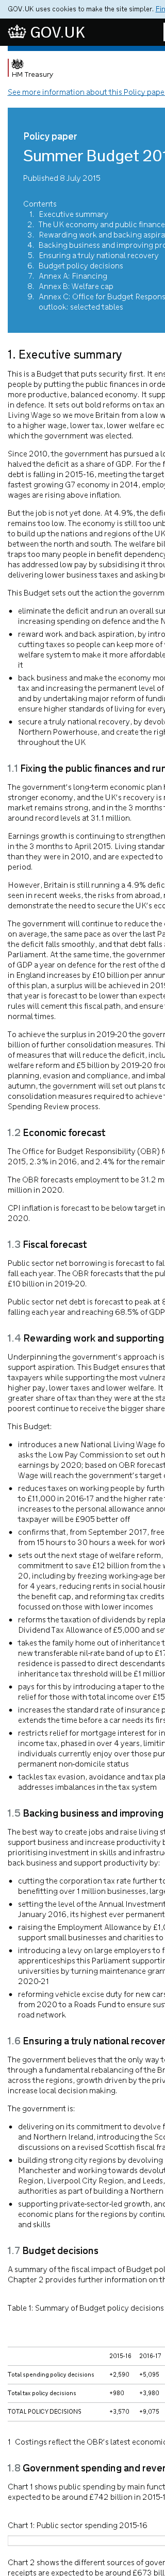 GOV.UK uses cookies to make the site simpler. Fin
GOV.UK
HM Treasury
See more information about this Policy pape
Policy paper
Summer Budget 201
Published 8 July 2015
Contents
1. Executive summary
2. The UK economy and public finance
3. Rewarding work and backing aspira
4. Backing business and improving pro
5. Ensuring a truly national recovery
6. Budget policy decisions
7. Annex A: Financing
8. Annex B: Welfare cap
9. Annex C: Office for Budget Respons
outlook: selected tables
1. Executive summary
This is a Budget that puts security first. It ens
people by putting the public finances in orde
more productive, balanced economy. It supp
in defence. It sets out bold reforms on tax an
Living Wage so we move Britain from a low w
to a higher wage, lower tax, lower welfare ec
which the government was elected.
Since 2010, the government has pursued a lo
halved the deficit as a share of GDP. For the f
debt is falling in 2015-16, meeting the target
fastest growing G7 economy in 2014, employ
wages are rising above inflation.
But the job is not yet done. At 4.9%, the defi
remains too low. The economy is still too unb
to build up the nations and regions of the UK
between the north and south. The welfare bi
traps too many people in benefit dependency
has addressed low pay by subsidising it throu
delivering lower business taxes and asking bu
This Budget sets out the action the governm
eliminate the deficit and run an overall sur
increasing spending on defence and the N
reward work and back aspiration, by intro
cutting taxes so people can keep more of
welfare system to make it more affordable
it
back business and make the economy mor
tax and increasing the permanent level of
and by undertaking major reform of fundi
ensure higher standards of living for every
secure a truly national recovery, by devolv
Northern Powerhouse, and create the righ
throughout the UK
1.1 Fixing the public finances and run
The government's long-term economic plan h
stronger economy, and the UK's recovery is n
market remains strong, and in the 3 months
around record levels at 31.1 million.
Earnings growth is continuing to strengthen
in the 3 months to April 2015. Living standar
than they were in 2010, and are expected to
period.
However, Britain is still running a 4.9% defic
seen in recent weeks, the risks from abroad, m
demonstrate the need to secure the UK's eco
The government will continue to reduce the
on average, the same pace as over the last Pa
the deficit falls smoothly, and that debt falls a
Parliament. At the same time, the governmen
of GDP a year on defence for the rest of the d
in England increases by £10 billion per annur
of this plan, a surplus will be achieved in 2019
that year is forecast to be a lower than expecte
rules will cement this fiscal path, and ensure
normal times.
To achieve the surplus in 2019-20 the govern
billion of further consolidation measures. Thi
of measures that will reduce the deficit, inclu
welfare reform and £5 billion by 2019-20 fron
planning, evasion and compliance, and imbal
autumn, the government will set out plans to
consolidation measures required to achieve t
Spending Review process.
1.2 Economic forecast
The Office for Budget Responsibility (OBR) fo
2015, 2.3% in 2016, and 2.4% for the remain
The OBR forecasts employment to be 31.2 m
million in 2020.
CPI inflation is forecast to be below target in
2020.
1.3 Fiscal forecast
Public sector net borrowing is forecast to fal
fall each year. The OBR forecasts that the pul
£10 billion in 2019-20.
Public sector net debt is forecast to peak at 8
falling each year and reaching 68.5% of GDP
1.4 Rewarding work and supporting
Underpinning the government's approach is
support aspiration. This Budget ensures that
taxpayers while supporting the most vulnera
higher pay, lower taxes and lower welfare. It
greater share of tax than they were at the sta
poorest continue to receive the bigger share
This Budget:
introduces a new National Living Wage fo
asks the Low Pay Commission to set out h
earnings by 2020; based on OBR forecast
Wage will reach the government's target o
reduces taxes on working people by furth
to £11,000 in 2016-17 and the higher rate
increases to the personal allowance annou
taxpayer will be £905 better off
confirms that, from September 2017, free
from 15 hours to 30 hours a week for work
sets out the next stage of welfare reform,
commitment to save £12 billion from the w
20, including by freezing working-age ben
for 4 years, reducing rents in social housin
the benefit cap, and reforming tax credits
focussed on those with lower incomes
reforms the taxation of dividends by repla
Dividend Tax Allowance of £5,000 and set
takes the family home out of inheritance t
new transferable nil-rate band of up to £17
residence is passed to direct descendants
inheritance tax threshold will be £1 million
pays for this by introducing a taper to the
relief for those with total income over £15
increases the standard rate of insurance p
extends the time before a car needs its fir
restricts relief for mortgage interest for in
income tax, phased in over 4 years, limitin
individuals currently enjoy over those pur
permanent non-domicile status
tackles tax evasion, avoidance and tax pla
addresses imbalances in the tax system
1.5 Backing business and improving
The best way to create jobs and raise living st
support business and increase productivity b
prioritising investment in skills and infrastruc
back business and support productivity by:
cutting the corporation tax rate further to
benefitting over 1 million businesses, larg
setting the level of the Annual Investment
January 2016, its highest ever permanent
raising the Employment Allowance by £1,0
support small businesses and charities to
introducing a levy on large employers to f
apprenticeships this Parliament supportin
universities by turning maintenance grant
2020-21
reforming vehicle excise duty for new cars
from 2020 to a Roads Fund to ensure sus
road network
1.6 Ensuring a truly national recover
The government believes that the only way to
through a fundamental rebalancing of the Br
across the regions, growth driven by the priv
increase local decision making.
The government is:
delivering on its commitment to devolve f
and Northern Ireland, introducing the Sco
discussions on a revised Scottish fiscal fra
building strong city regions by devolving
Manchester and working towards devolut
Region, Liverpool City Region, and Leeds,
authorities as part of building a Northern
supporting private-sector-led growth, and
economic plans for the regions by continu
and skills
1.7 Budget decisions
A summary of the fiscal impact of Budget pol
Chapter 2 provides further information on th
Table 1: Summary of Budget policy decisions
2015-16 2016-17
Total spending policy decisions +2,590 +5,095
Total tax policy decisions +980 +3,980
TOTAL POLICY DECISIONS +3,570 +9,075
1 Costings reflect the OBR's latest economic
1.8 Government spending and rever
Chart 1 shows public spending by main funct
expected to be around £742 billion in 2015-1
Chart 1: Public sector spending 2015-16
Chart 2 shows the different sources of govern
receipts are expected to be around £673 bill